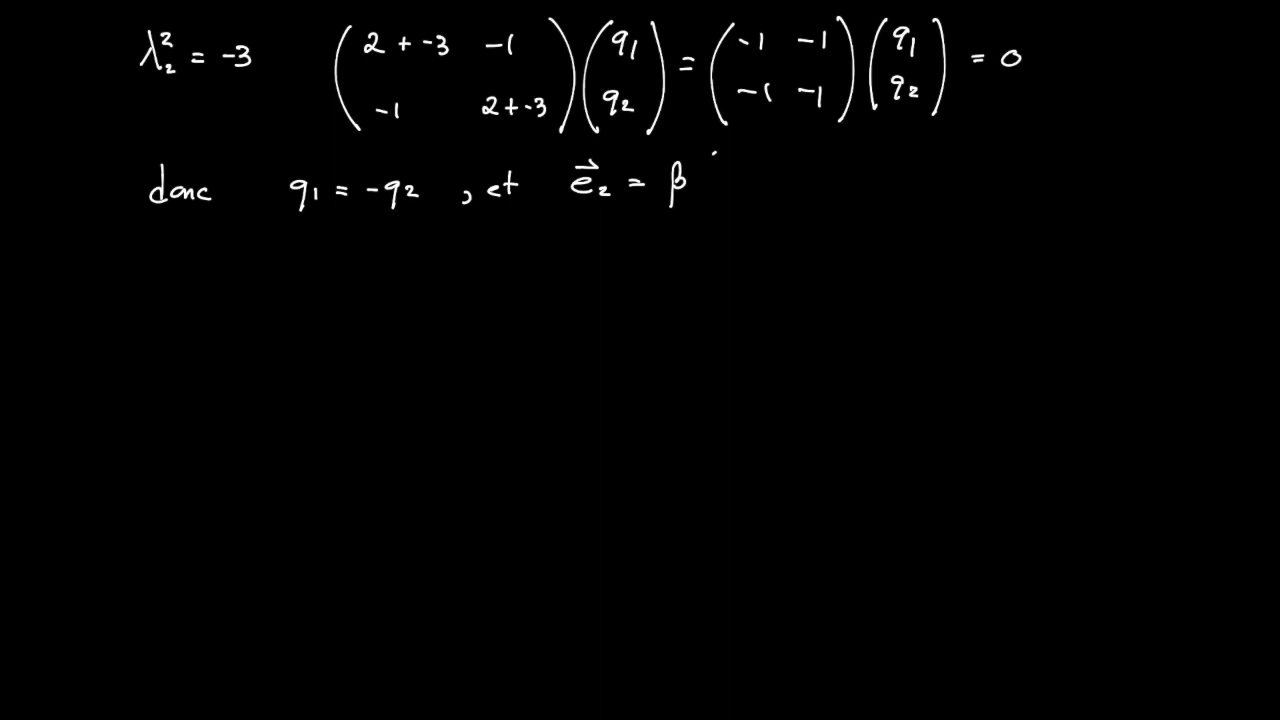 λ₂² = -3 ( 2 + -3 -1 ; -1 2 + -3 ) ( q₁ ; q₂ ) = ( -1 -1 ; -1 -1 ) ( q₁ ; q₂ ) = 0
donc q₁ = -q₂ , et e⃗₂ = β